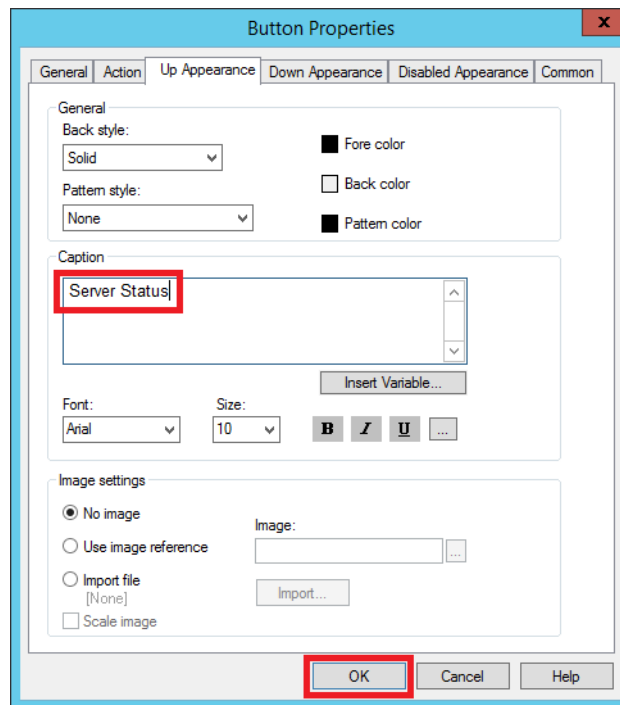 Button Properties
x
General Action Up Appearance Down Appearance Disabled Appearance Common
General
Back style:
Solid
Fore color
Back color
Pattern style:
None
Pattern color
Caption
Server Status
Insert Variable...
Font: Size:
Arial 10 B I U ...
Image settings
No image
Image:
Use image reference
...
Import file
[None]
Import...
Scale image
OK Cancel Help